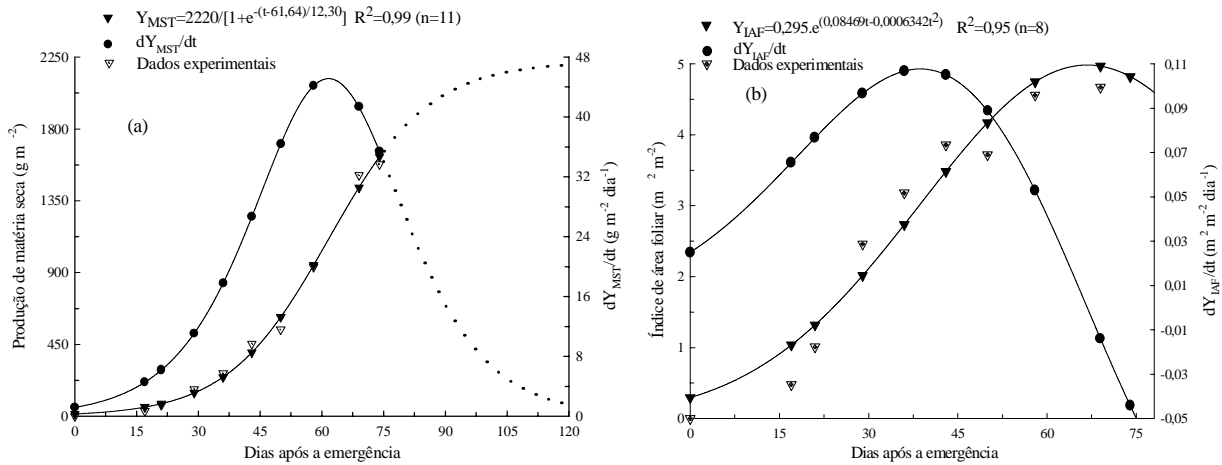 Y_MST=2220/[1+e^-(t-61,64)/12,30] R²=0,99 (n=11)
dY_MST/dt
Dados experimentais
(a)
Produção de matéria seca (g m⁻²)
2250
1800
1350
900
450
0
dY_MST/dt (g m⁻² dia⁻¹)
48
40
32
24
16
8
0
0 15 30 45 60 75 90 105 120
Dias após a emergência
Y_IAF=0,295.e^(0,08469t-0,0006342t²) R²=0,95 (n=8)
dY_IAF/dt
Dados experimentais
(b)
Índice de área foliar (m² m⁻²)
5
4
3
2
1
0
dY_IAF/dt (m² m⁻² dia⁻¹)
0,11
0,09
0,07
0,05
0,03
0,01
-0,01
-0,03
-0,05
0 15 30 45 60 75
Dias após a emergência